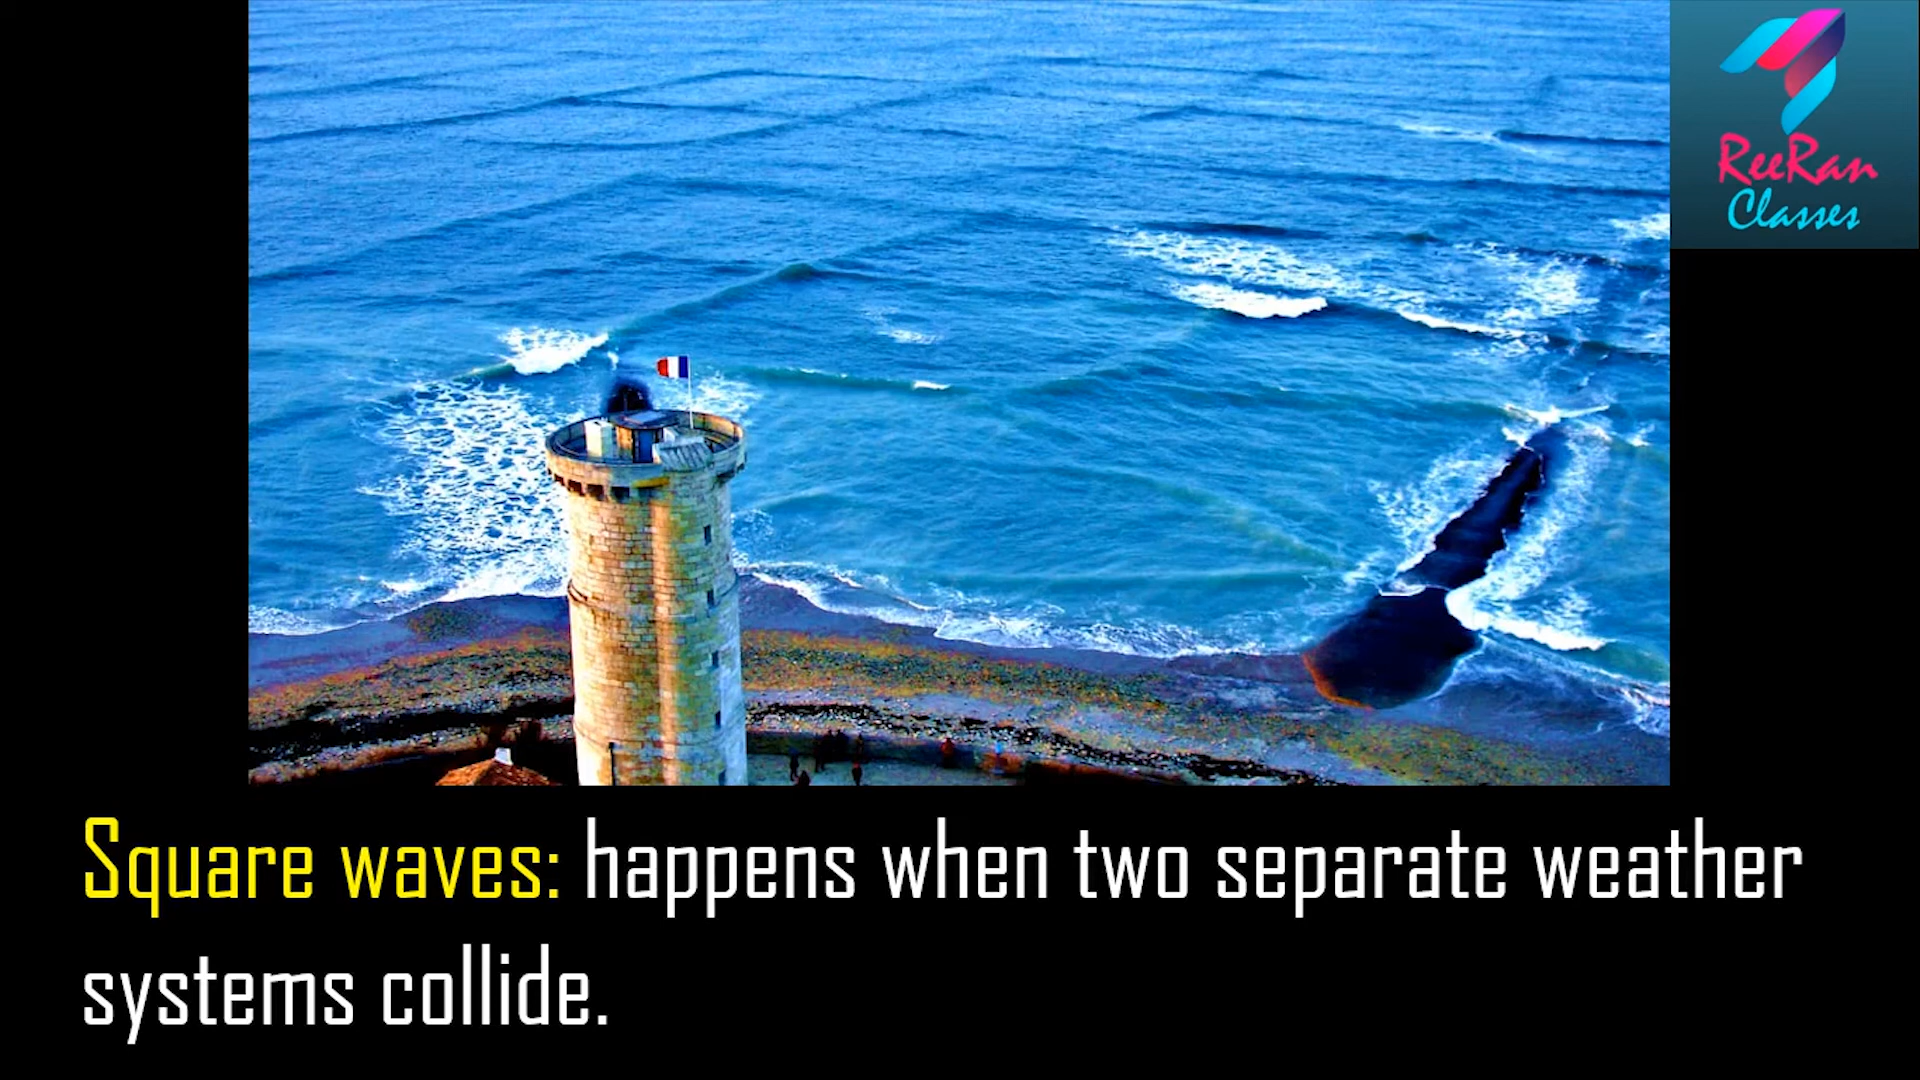 ReeRan
Classes
Square waves: happens when two separate weather
systems collide.